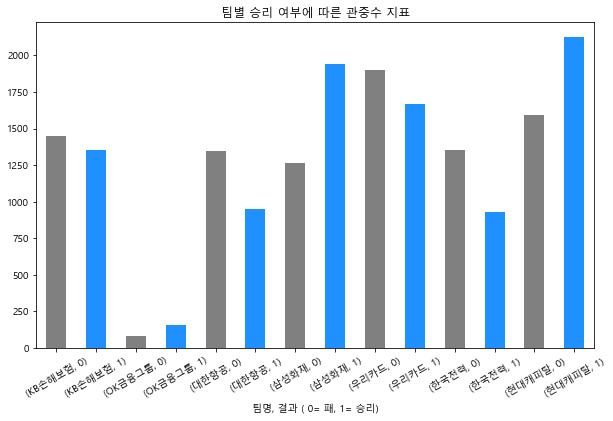 팀별 승리 여부에 따른 관중수 지표
2000
1750
1500
1250
1000
750
500
250
0
(KB손해보험, 0)
(KB손해보험, 1)
(OK금융그룹, 0)
(OK금융그룹, 1)
(대한항공, 0)
(대한항공, 1)
(삼성화재, 0)
(삼성화재, 1)
(우리카드, 0)
(우리카드, 1)
(한국전력, 0)
(한국전력, 1)
(현대캐피탈, 0)
(현대캐피탈, 1)
팀명, 결과 ( 0= 패, 1= 승리)